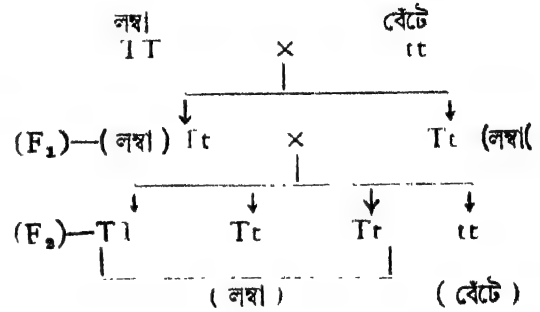 লম্বা বেঁটে
TT × tt
(F₁)—(লম্বা) Tt × Tt (লম্বা(
(F₂)—TT Tt Tt tt
(লম্বা) (বেঁটে)